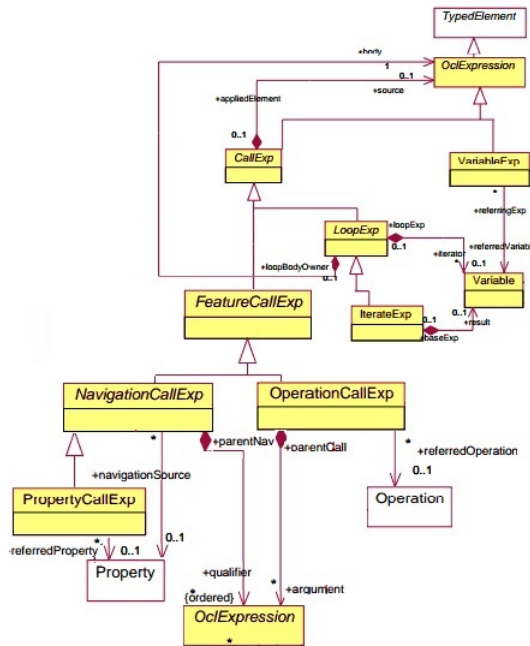 TypedElement
+body
1
0..1
OclExpression
+source
+appliedElement
0..1
CallExp
VariableExp
*
+referringExp
LoopExp
+loopExp
0..1
+referredVariable
+iterator
*
0..1
+loopBodyOwner
0..1
Variable
FeatureCallExp
IterateExp
0..1
0..1
+result
+baseExp
NavigationCallExp
OperationCallExp
*
+parentNav
+parentCall
*
+referredOperation
0..1
+navigationSource
PropertyCallExp
Operation
*
referredProperty
0..1
0..1
Property
+qualifier
*
{ordered}
*
+argument
OclExpression
*